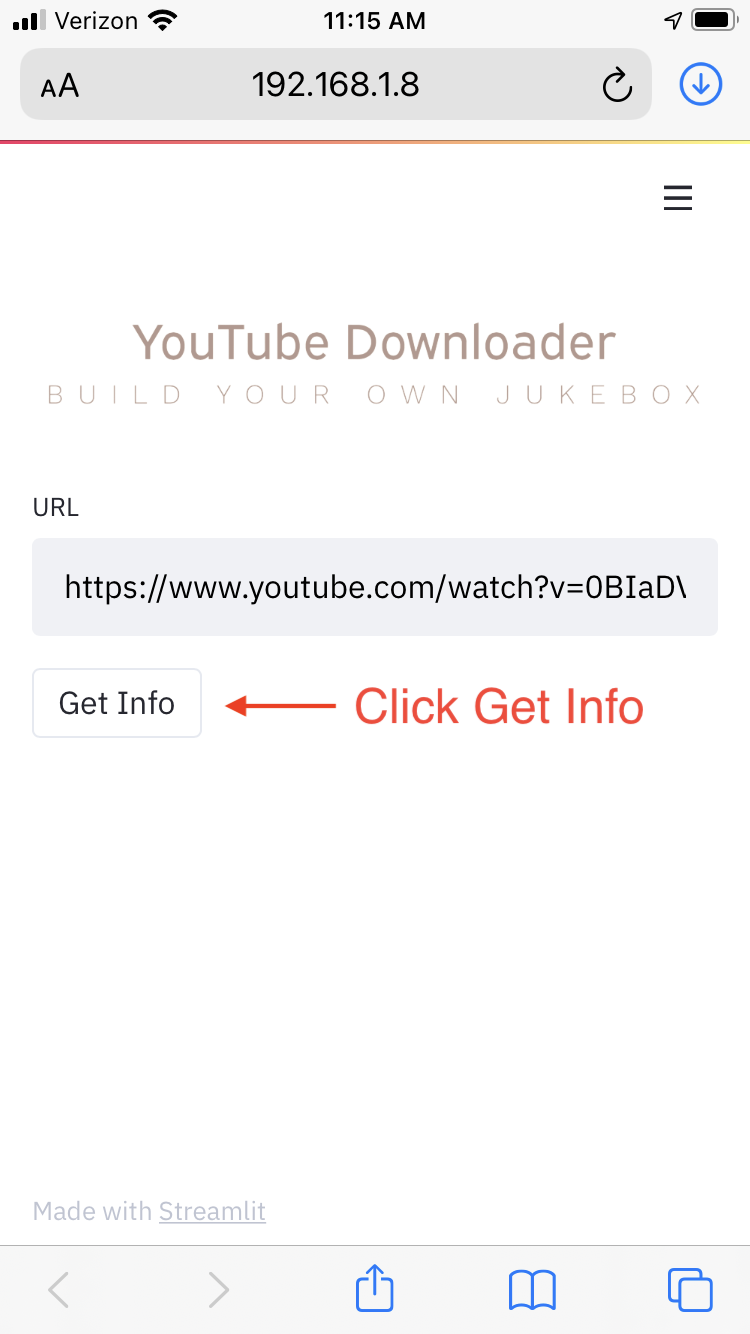 Verizon 11:15 AM
AA 192.168.1.8
YouTube Downloader
BUILD YOUR OWN JUKEBOX
URL
https://www.youtube.com/watch?v=0BIaD\
Get Info Click Get Info
Made with Streamlit